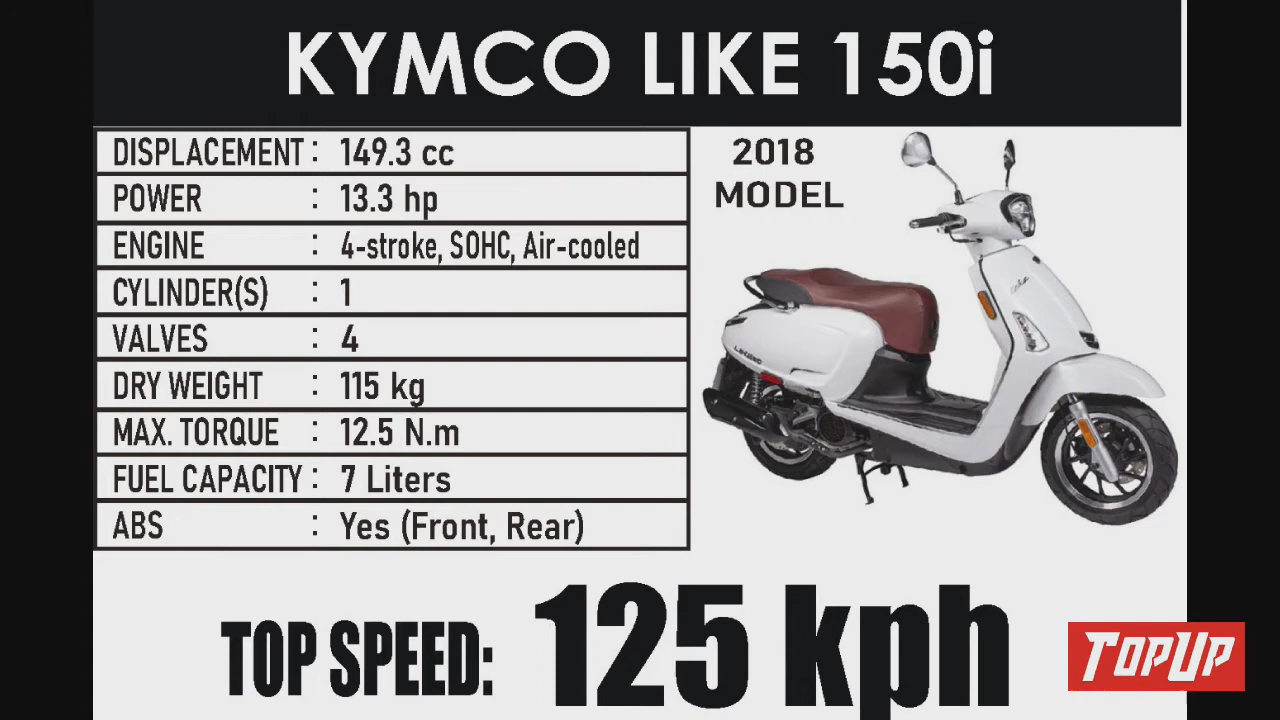 KYMCO LIKE 150i
DISPLACEMENT : 149.3 cc
POWER : 13.3 hp
ENGINE : 4-stroke, SOHC, Air-cooled
CYLINDER(S) : 1
VALVES : 4
DRY WEIGHT : 115 kg
MAX. TORQUE : 12.5 N.m
FUEL CAPACITY : 7 Liters
ABS : Yes (Front, Rear)
2018
MODEL
TOP SPEED: 125 kph
TOPUP